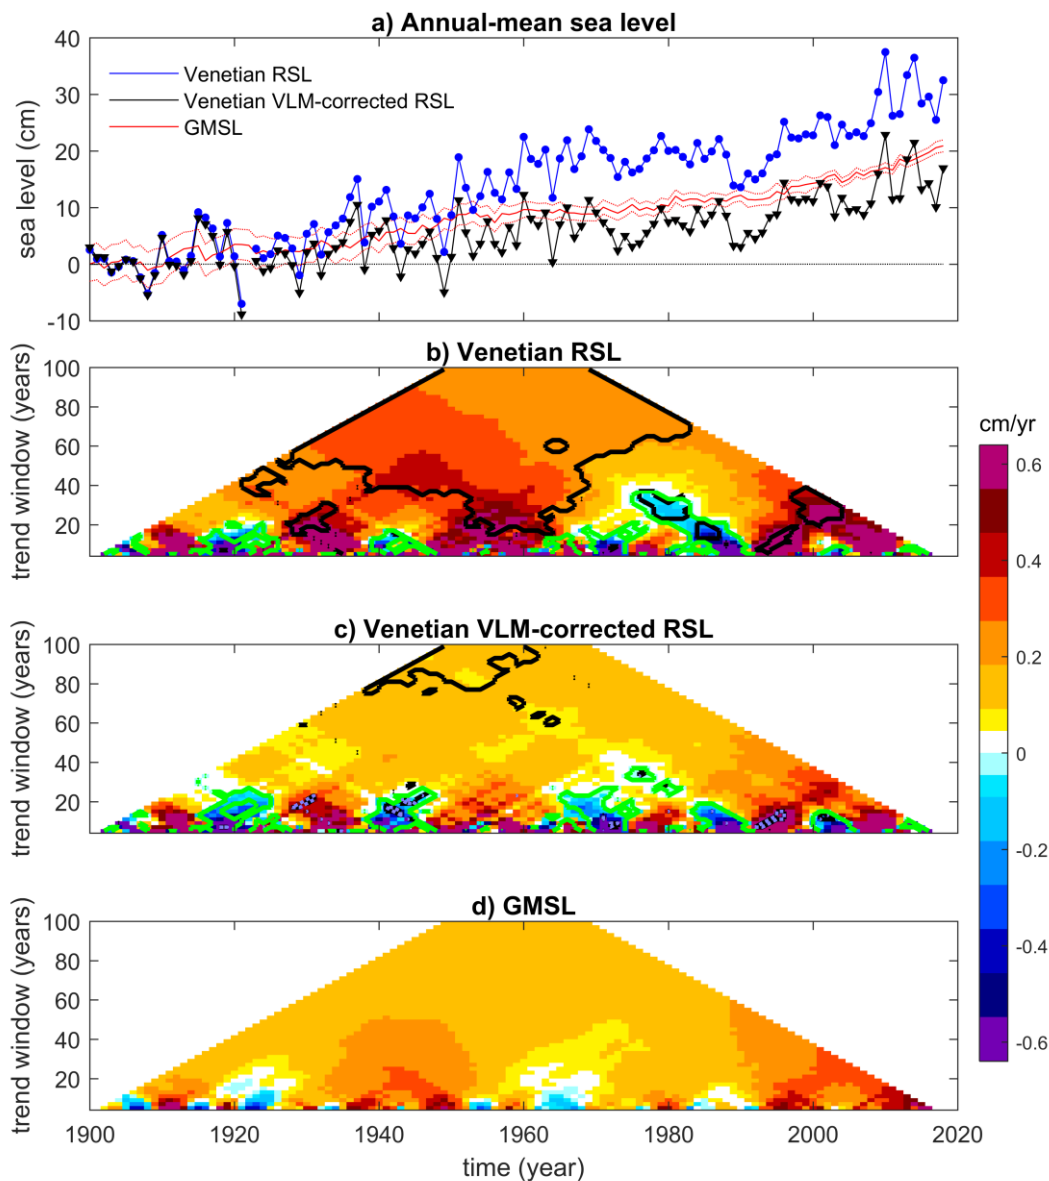 a) Annual-mean sea level
sea level (cm)
40
30
20
10
0
-10
Venetian RSL
Venetian VLM-corrected RSL
GMSL
b) Venetian RSL
trend window (years)
100
80
60
40
20
c) Venetian VLM-corrected RSL
trend window (years)
100
80
60
40
20
d) GMSL
trend window (years)
100
80
60
40
20
1900 1920 1940 1960 1980 2000 2020
time (year)
cm/yr
0.6
0.4
0.2
0
-0.2
-0.4
-0.6